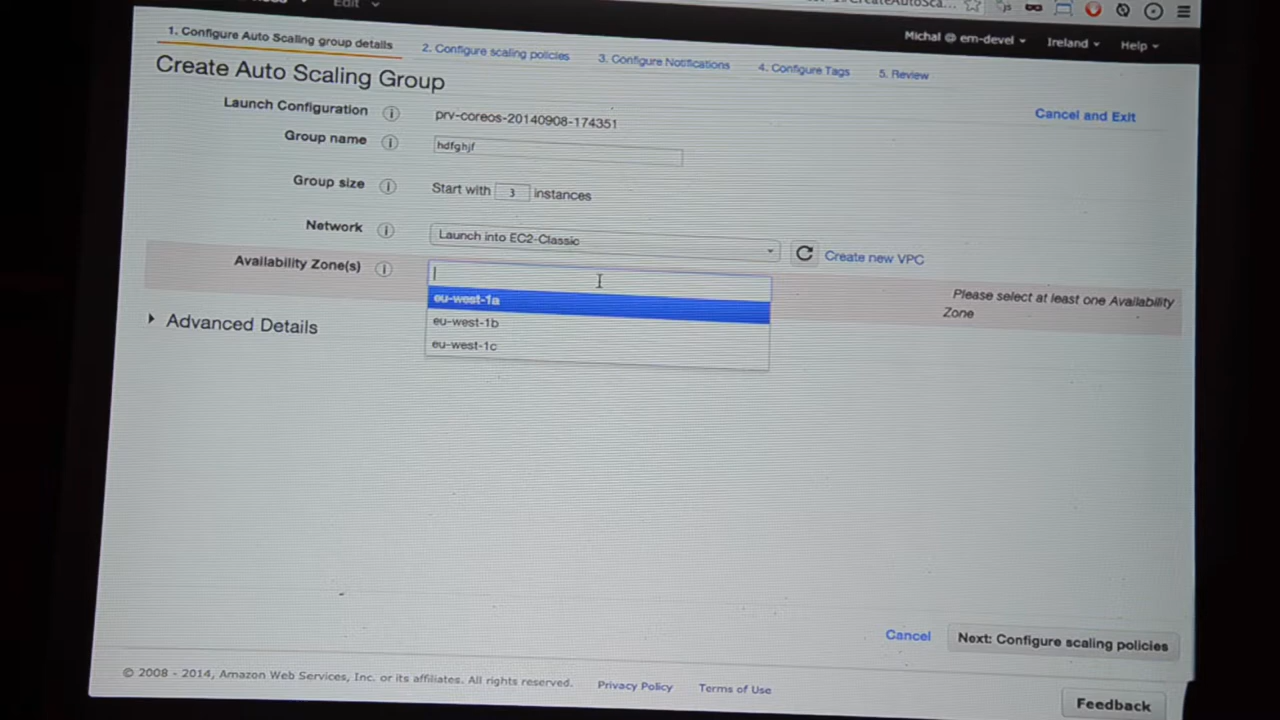 Edit
Michal @ em-devel
Ireland
Help
1. Configure Auto Scaling group details
2. Configure scaling policies
3. Configure Notifications
4. Configure Tags
5. Review
Create Auto Scaling Group
Cancel and Exit
Launch Configuration
prv-coreos-20140908-174351
Group name
hdfghjf
Group size
Start with 3 instances
Network
Launch into EC2-Classic
Create new VPC
Availability Zone(s)
Please select at least one Availability
Zone
eu-west-1a
eu-west-1b
eu-west-1c
Advanced Details
Cancel
Next: Configure scaling policies
© 2008 - 2014, Amazon Web Services, Inc. or its affiliates. All rights reserved.
Privacy Policy
Terms of Use
Feedback